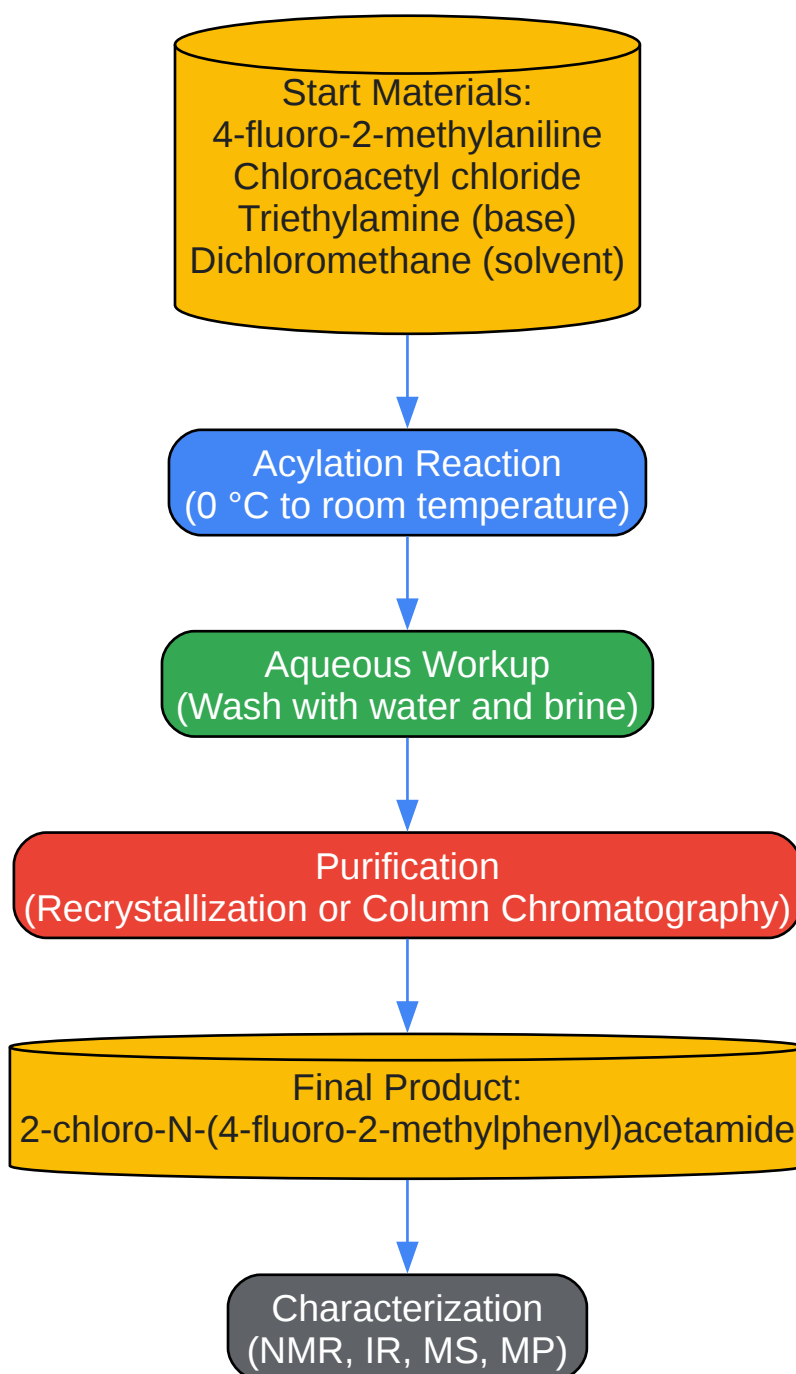 Start Materials:
4-fluoro-2-methylaniline
Chloroacetyl chloride
Triethylamine (base)
Dichloromethane (solvent)
Acylation Reaction
(0 °C to room temperature)
Aqueous Workup
(Wash with water and brine)
Purification
(Recrystallization or Column Chromatography)
Final Product:
2-chloro-N-(4-fluoro-2-methylphenyl)acetamide
Characterization
(NMR, IR, MS, MP)